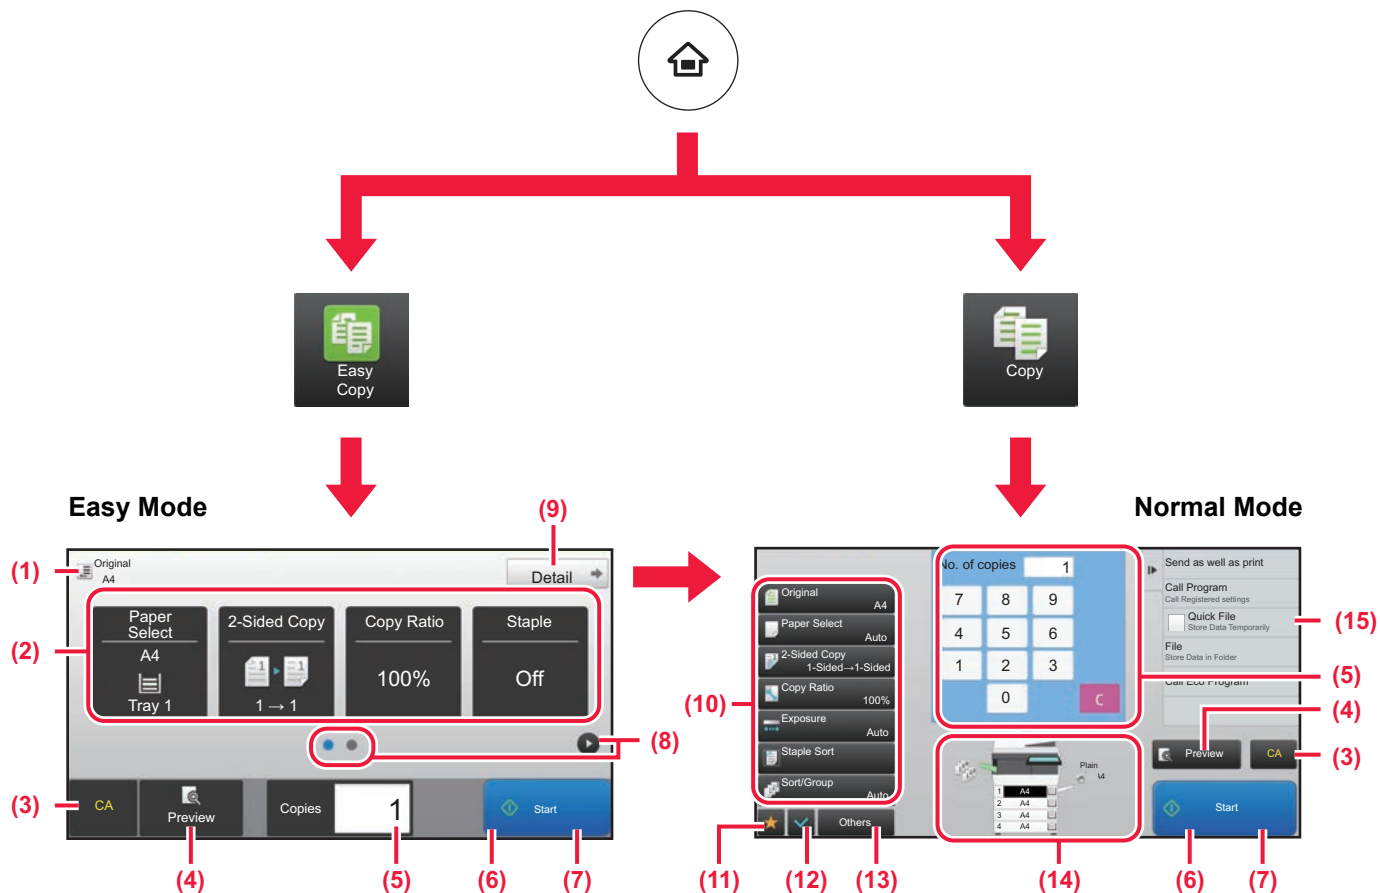 Easy
Copy
Copy
Easy Mode
Normal Mode
(9)
(1)
Original
A4
Detail
(2)
Paper
Select
A4
Tray 1
2-Sided Copy
1
1
1 → 1
Copy Ratio
100%
Staple
Off
(8)
(3)
CA
Preview
Copies
1
Start
(4)
(5)
(6)
(7)
(10)
Original
A4
Paper Select
Auto
2-Sided Copy
1-Sided→1-Sided
Copy Ratio
100%
Exposure
Auto
Staple Sort
Sort/Group
Auto
Others
(11)
(12)
(13)
No. of copies
1
7 8 9
4 5 6
1 2 3
0
C
Plain
A4
1 A4
2 A4
3 A4
4 A4
(14)
Send as well as print
Call Program
Call Registered settings
Quick File
Store Data Temporarily
File
Store Data in Folder
Call Eco Program
(15)
(5)
(4)
Preview
CA
(3)
Start
(6)
(7)